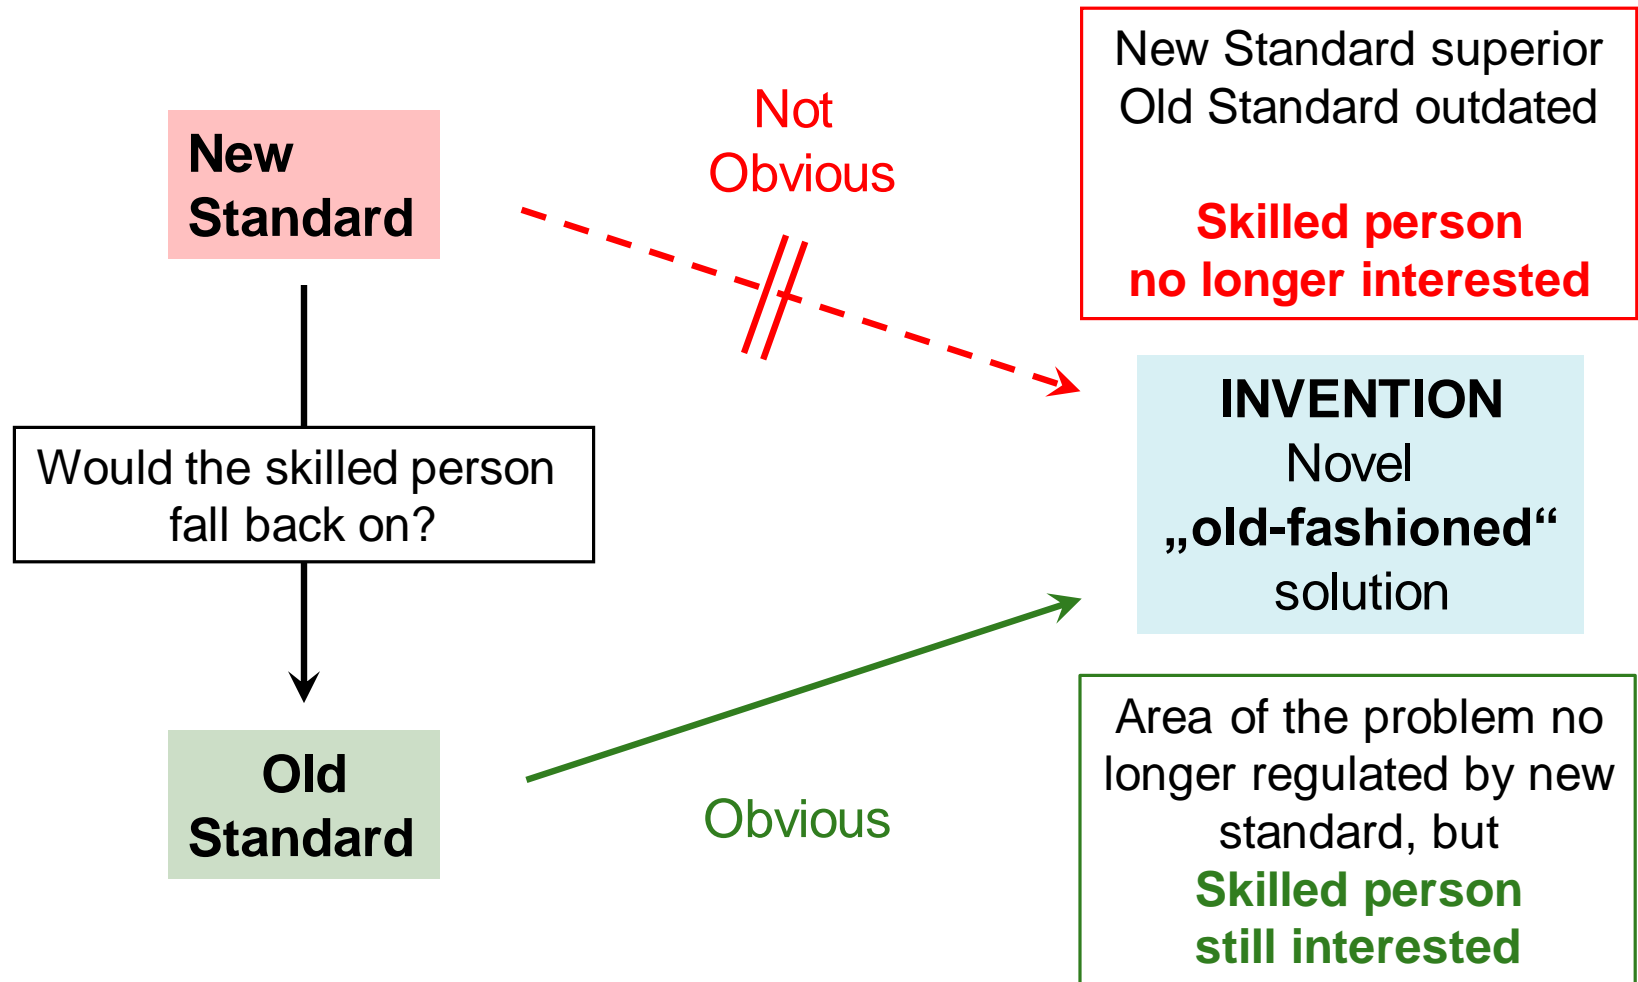 New
Standard
Not
Obvious
New Standard superior
Old Standard outdated
Skilled person
no longer interested
Would the skilled person
fall back on?
INVENTION
Novel
„old-fashioned“
solution
Old
Standard
Obvious
Area of the problem no
longer regulated by new
standard, but
Skilled person
still interested